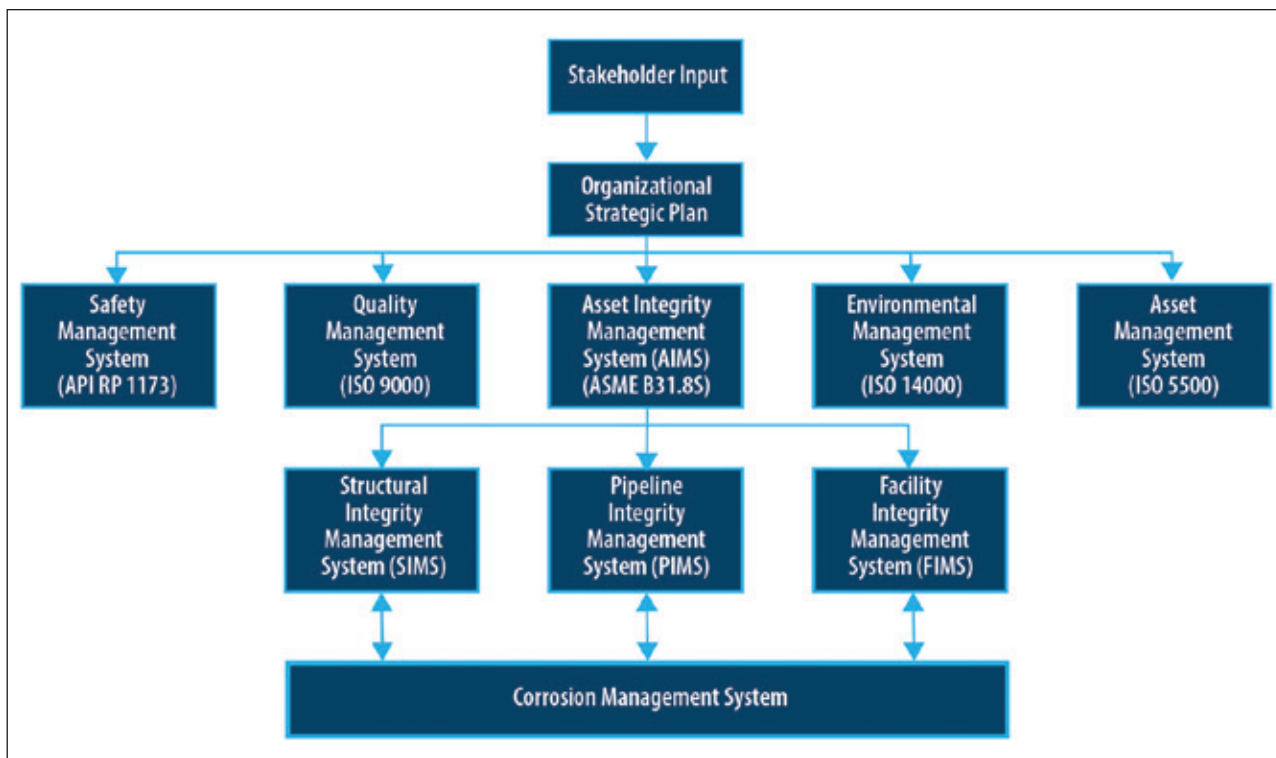 Stakeholder Input
Organizational
Strategic Plan
Safety
Management
System
(API RP 1173)
Quality
Management
System
(ISO 9000)
Asset Integrity
Management
System (AIMS)
(ASME B31.8S)
Environmental
Management
System
(ISO 14000)
Asset
Management
System
(ISO 5500)
Structural
Integrity
Management
System (SIMS)
Pipeline
Integrity
Management
System (PIMS)
Facility
Integrity
Management
System (FIMS)
Corrosion Management System